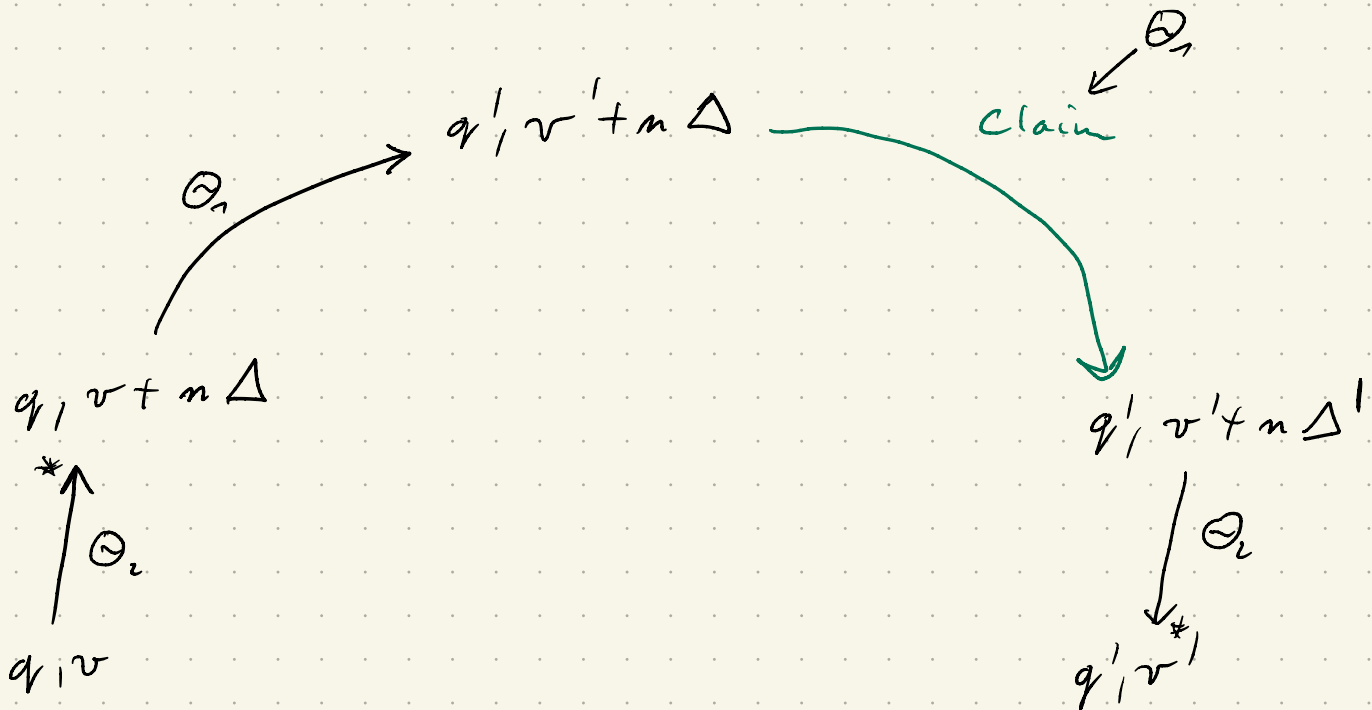 Θ₁
q', v' + n Δ
Claim
Θ₁
q, v + n Δ
q', v' + n Δ'
*
Θ₂
Θ₂
*
q, v
q', v'